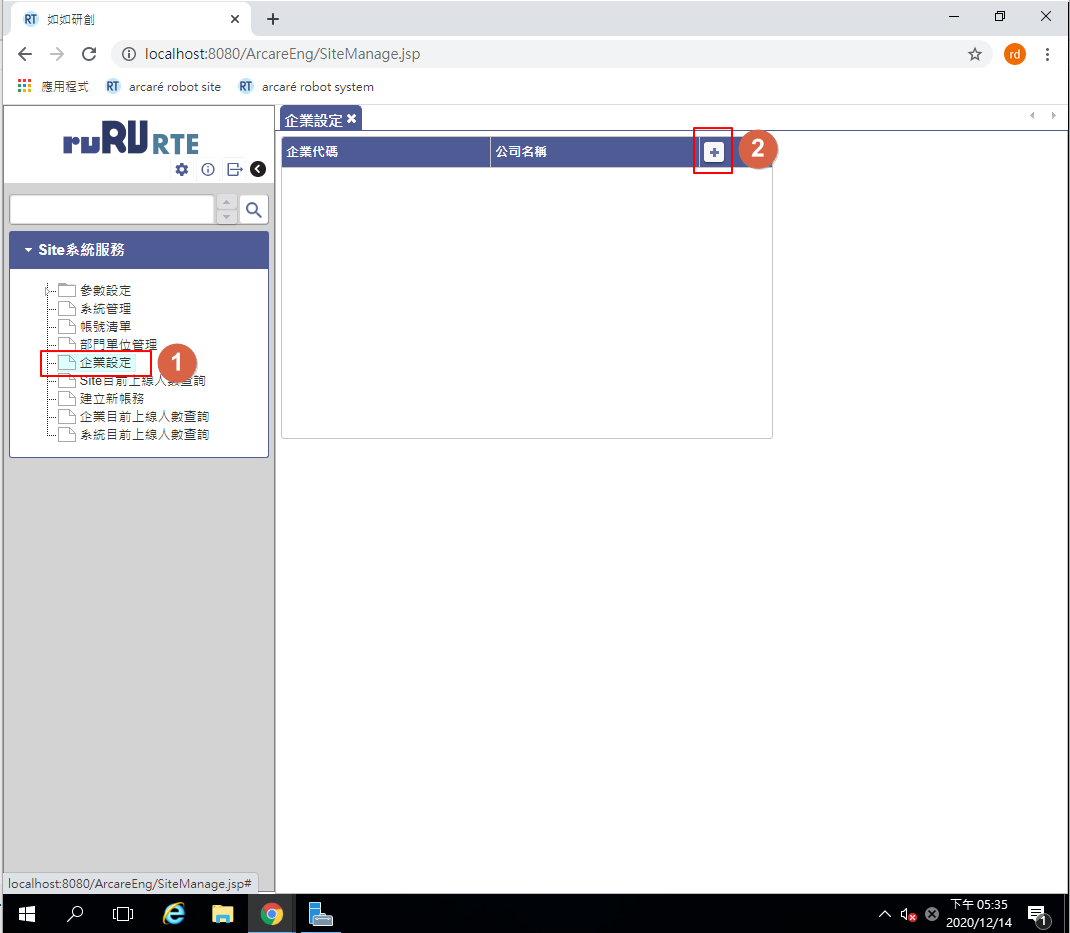 RT 如如研創
localhost:8080/ArcareEng/SiteManage.jsp
rd
應用程式 RT arcaré robot site RT arcaré robot system
ruRU RTE
企業設定
企業代碼 公司名稱 2
Site系統服務
參數設定
系統管理
帳號清單
部門單位管理
企業設定 1
Site目前上線人數查詢
建立新帳務
企業目前上線人數查詢
系統目前上線人數查詢
localhost:8080/ArcareEng/SiteManage.jsp#
下午 05:35
2020/12/14
1